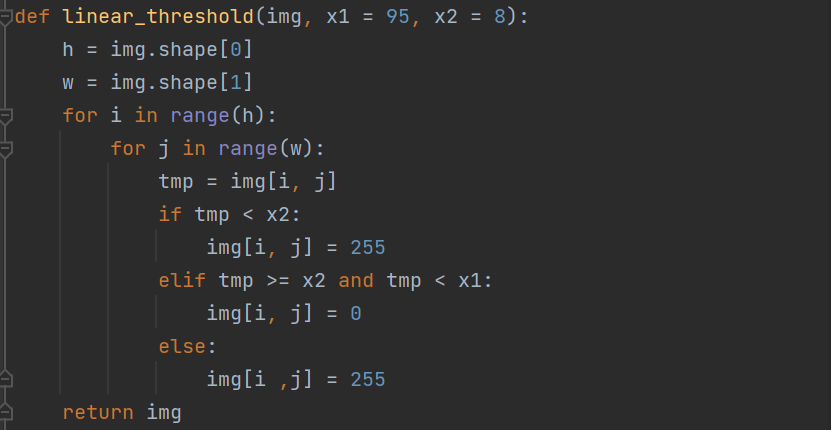 def linear_threshold(img, x1 = 95, x2 = 8):
    h = img.shape[0]
    w = img.shape[1]
    for i in range(h):
        for j in range(w):
            tmp = img[i, j]
            if tmp < x2:
                img[i, j] = 255
            elif tmp >= x2 and tmp < x1:
                img[i, j] = 0
            else:
                img[i ,j] = 255
    return img